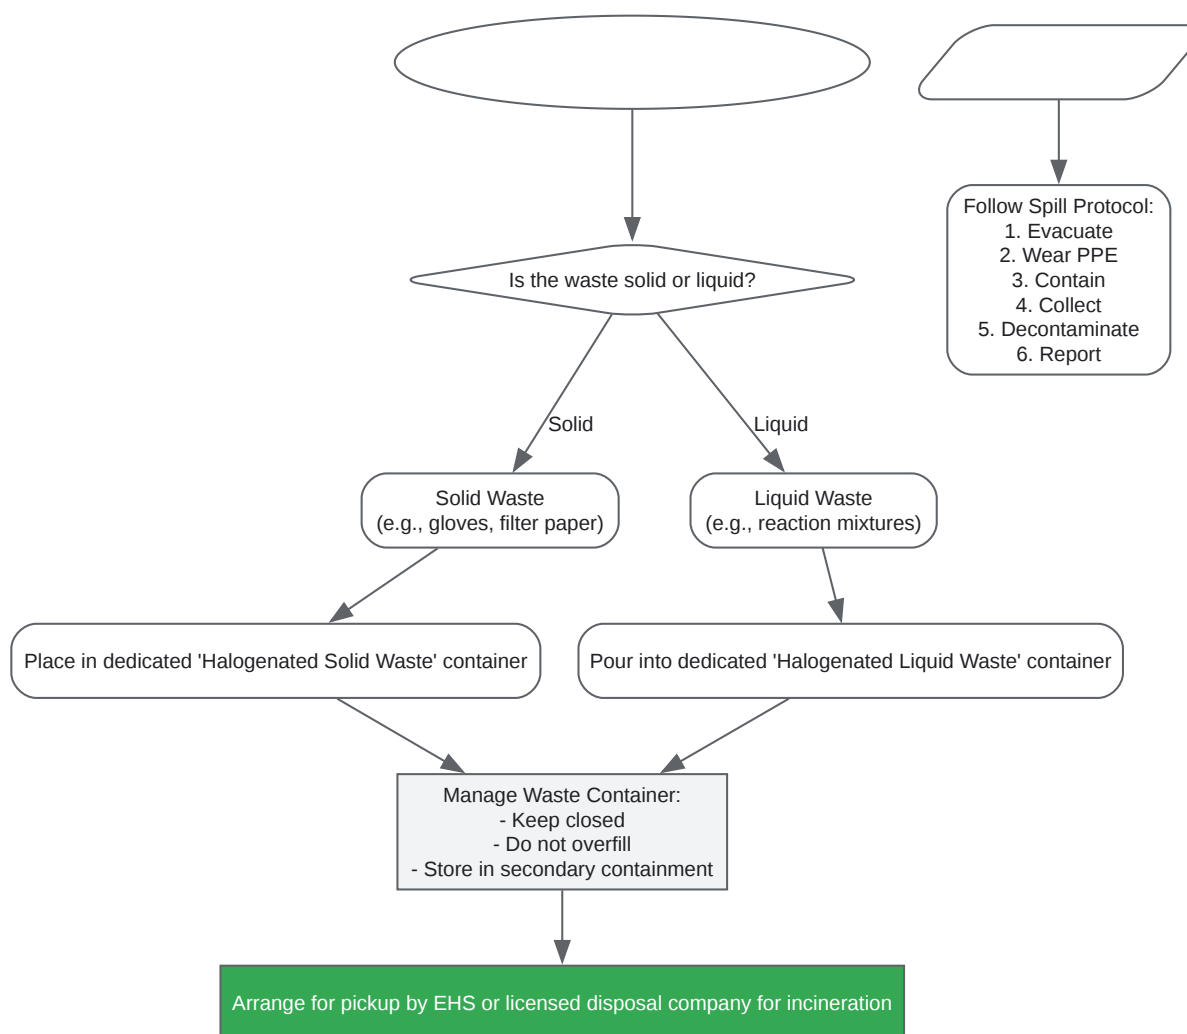 Follow Spill Protocol:
1. Evacuate
2. Wear PPE
3. Contain
4. Collect
5. Decontaminate
6. Report
Is the waste solid or liquid?
Solid
Liquid
Solid Waste
(e.g., gloves, filter paper)
Liquid Waste
(e.g., reaction mixtures)
Place in dedicated 'Halogenated Solid Waste' container
Pour into dedicated 'Halogenated Liquid Waste' container
Manage Waste Container:
- Keep closed
- Do not overfill
- Store in secondary containment
Arrange for pickup by EHS or licensed disposal company for incineration